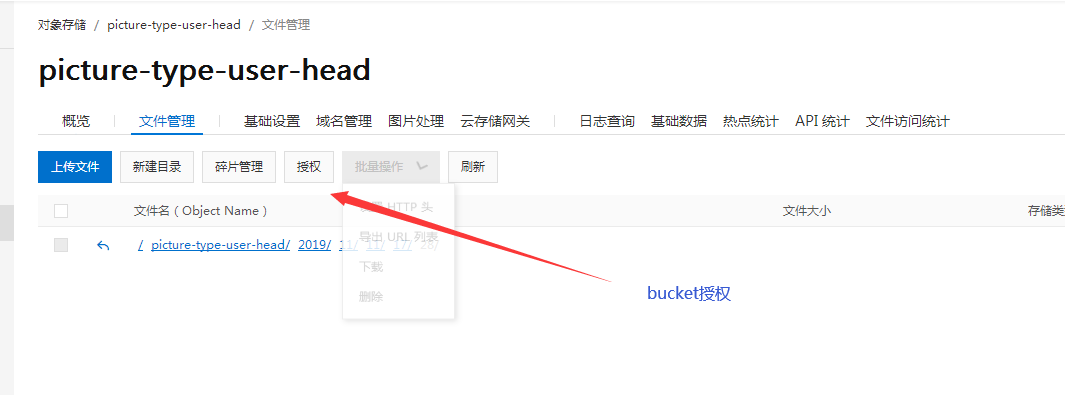 对象存储 / picture-type-user-head / 文件管理
picture-type-user-head
概览 文件管理 基础设置 域名管理 图片处理 云存储网关 日志查询 基础数据 热点统计 API 统计 文件访问统计
上传文件 新建目录 碎片管理 授权 批量操作 刷新
文件名 ( Object Name ) 文件大小 存储类
HTTP 头
/ picture-type-user-head/ 2019/ 11/ 11/ 17/
导出 URL 列表
下载
删除
bucket授权